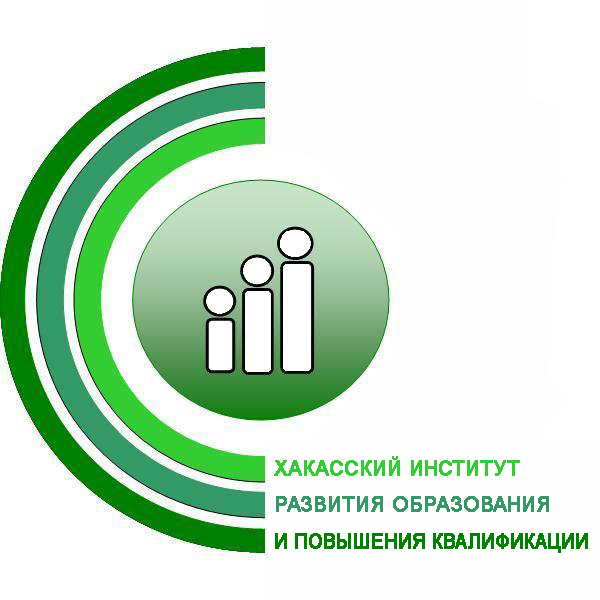 ХАКАССКИЙ ИНСТИТУТ
РАЗВИТИЯ ОБРАЗОВАНИЯ
И ПОВЫШЕНИЯ КВАЛИФИКАЦИИ